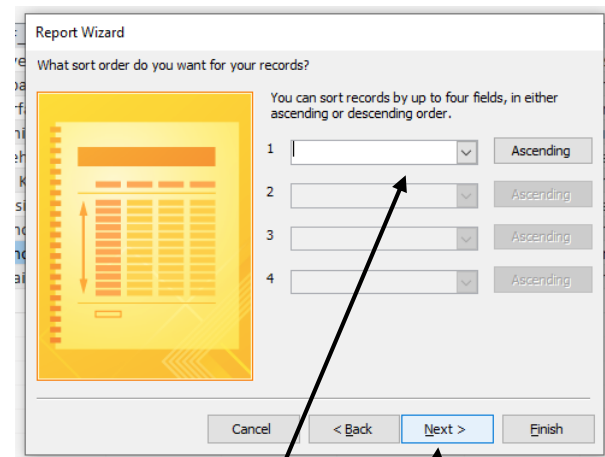 Report Wizard
What sort order do you want for your records?
You can sort records by up to four fields, in either
ascending or descending order.
1 Ascending
2 Ascending
3 Ascending
4 Ascending
Cancel < Back Next > Finish